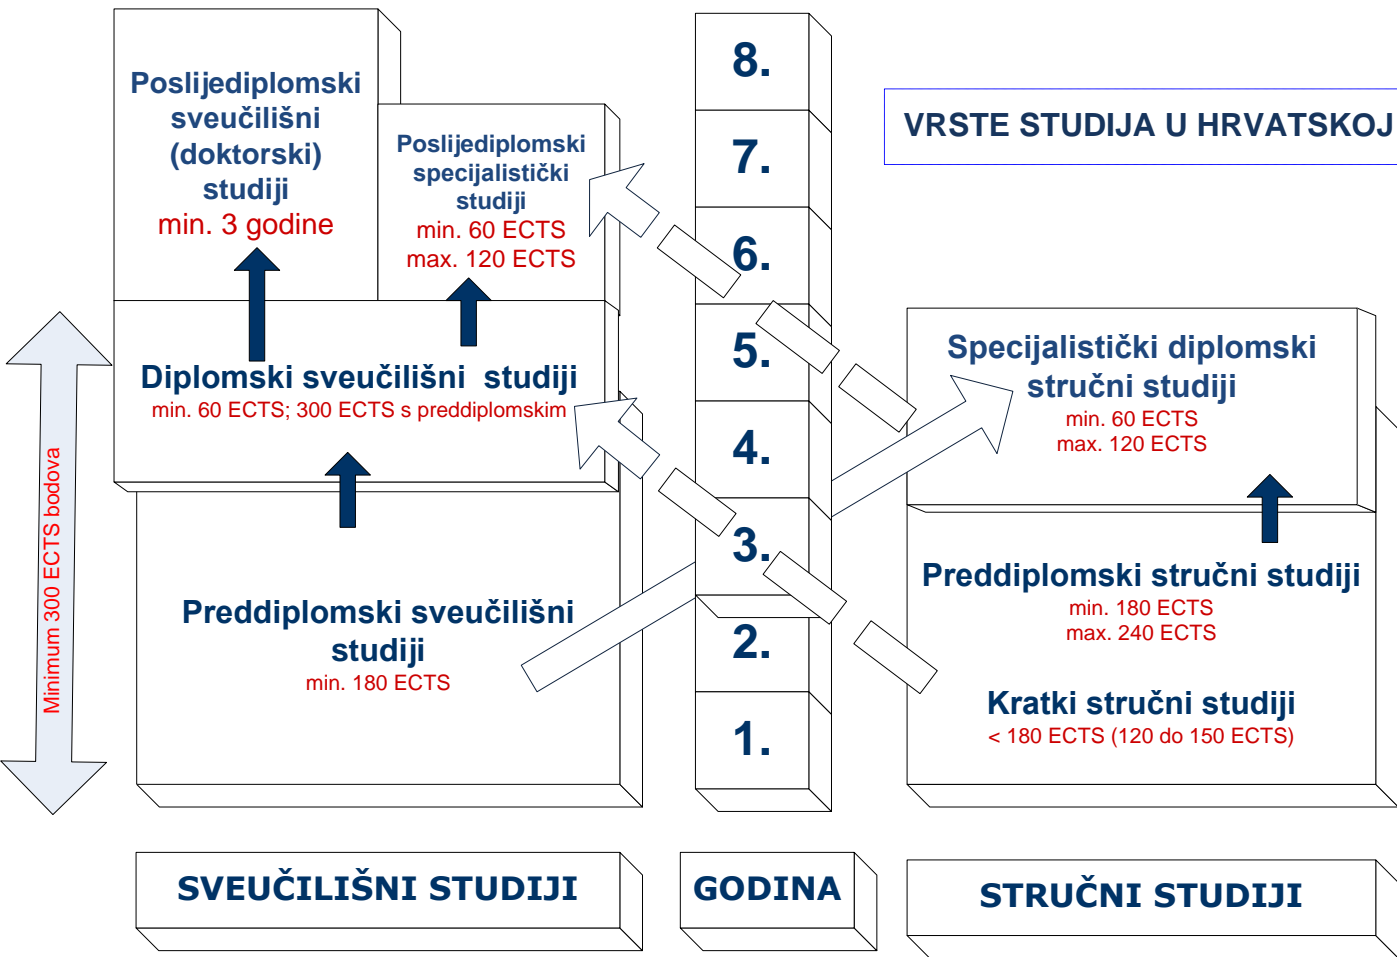 VRSTE STUDIJA U HRVATSKOJ
Poslijediplomski
sveučilišni
(doktorski)
studiji
min. 3 godine
Poslijediplomski
specijalistički
studiji
min. 60 ECTS
max. 120 ECTS
Diplomski sveučilišni studiji
min. 60 ECTS; 300 ECTS s preddiplomskim
Preddiplomski sveučilišni
studiji
min. 180 ECTS
Minimum 300 ECTS bodova
8.
7.
6.
5.
4.
3.
2.
1.
Specijalistički diplomski
stručni studiji
min. 60 ECTS
max. 120 ECTS
Preddiplomski stručni studiji
min. 180 ECTS
max. 240 ECTS
Kratki stručni studiji
< 180 ECTS (120 do 150 ECTS)
SVEUČILIŠNI STUDIJI
GODINA
STRUČNI STUDIJI